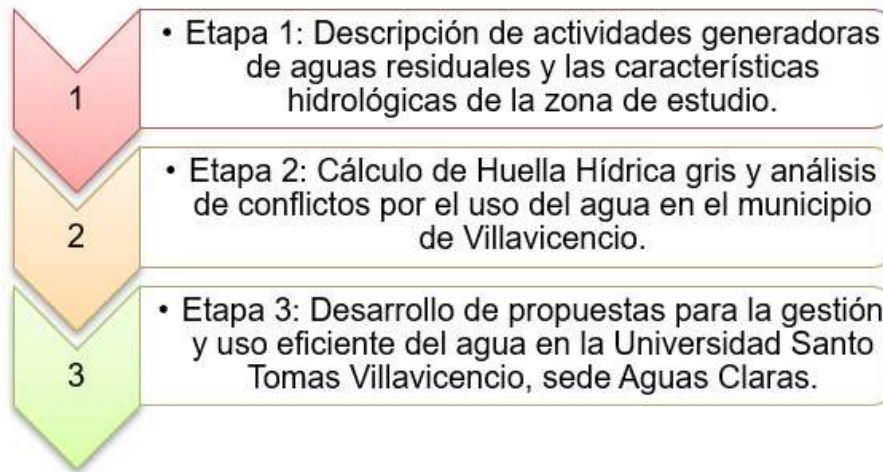 1
• Etapa 1: Descripción de actividades generadoras
de aguas residuales y las características
hidrológicas de la zona de estudio.
2
• Etapa 2: Cálculo de Huella Hídrica gris y análisis
de conflictos por el uso del agua en el municipio
de Villavicencio.
3
• Etapa 3: Desarrollo de propuestas para la gestión
y uso eficiente del agua en la Universidad Santo
Tomas Villavicencio, sede Aguas Claras.